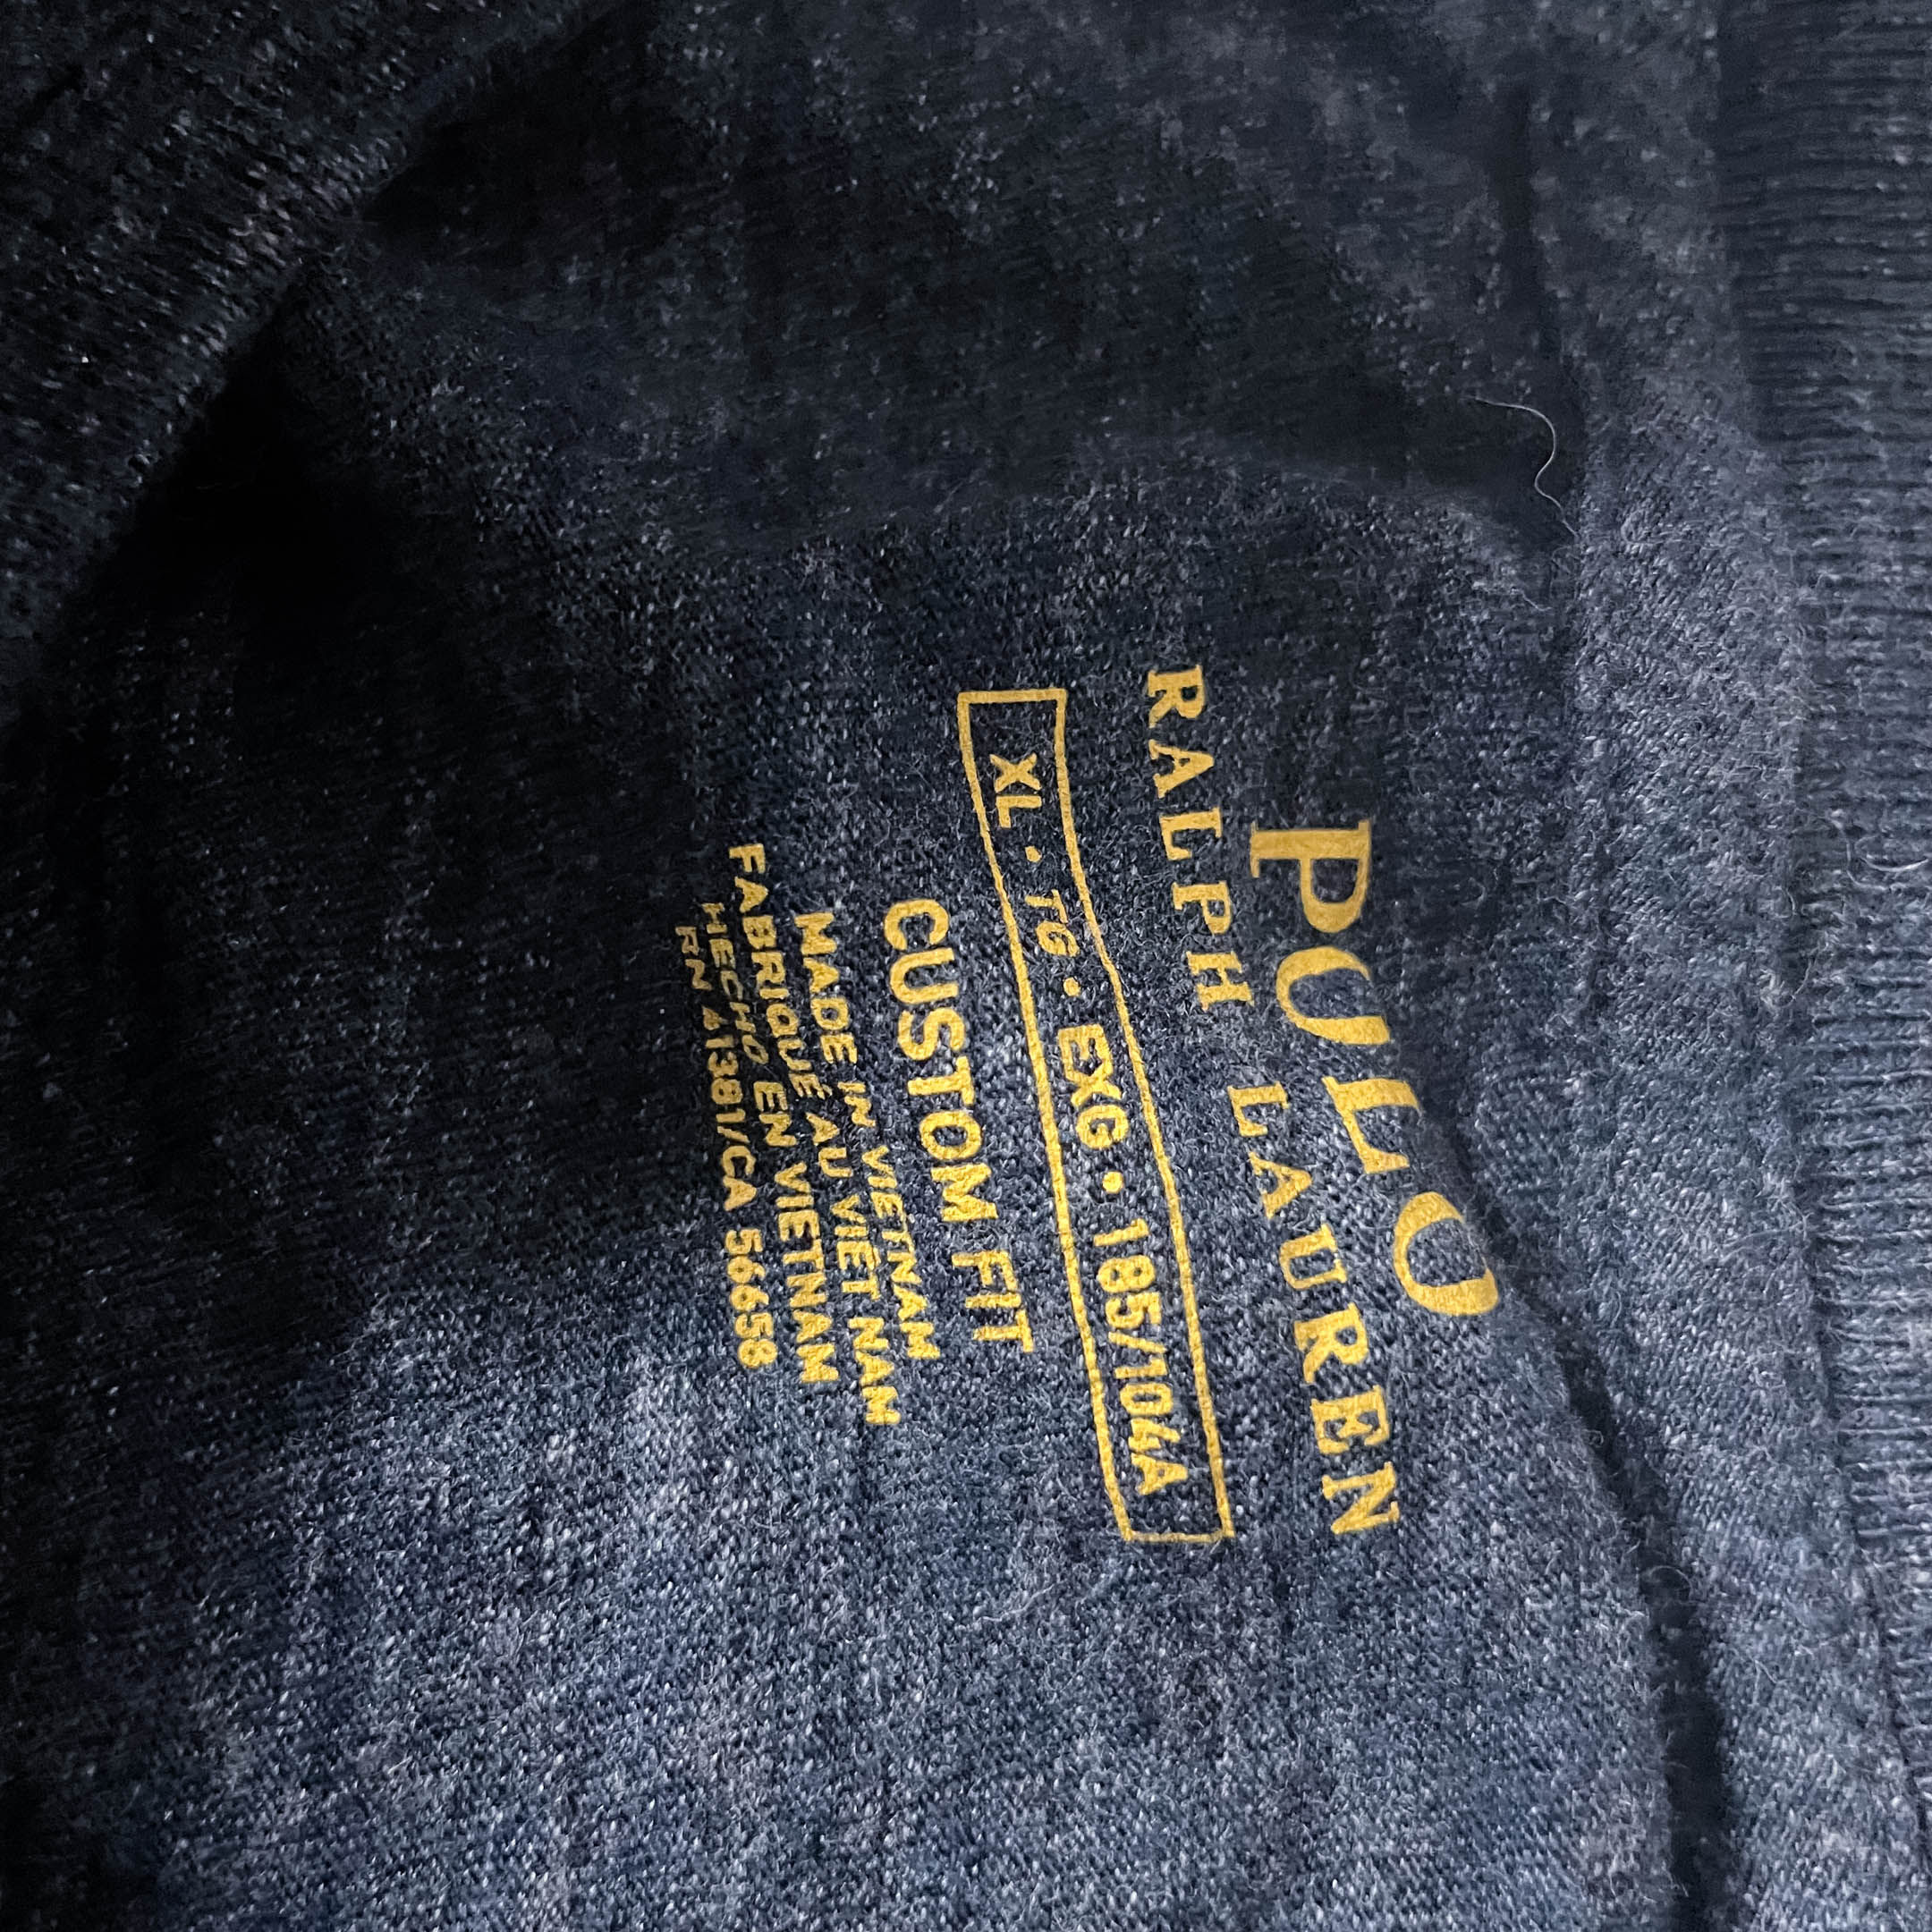 POLO
RALPH LAUREN
XL · TG · EXG · 185/104A
CUSTOM FIT
MADE IN VIETNAM
FABRIQUÉ AU VIET NAM
HECHO EN VIETNAM
RN 41381/CA 56658